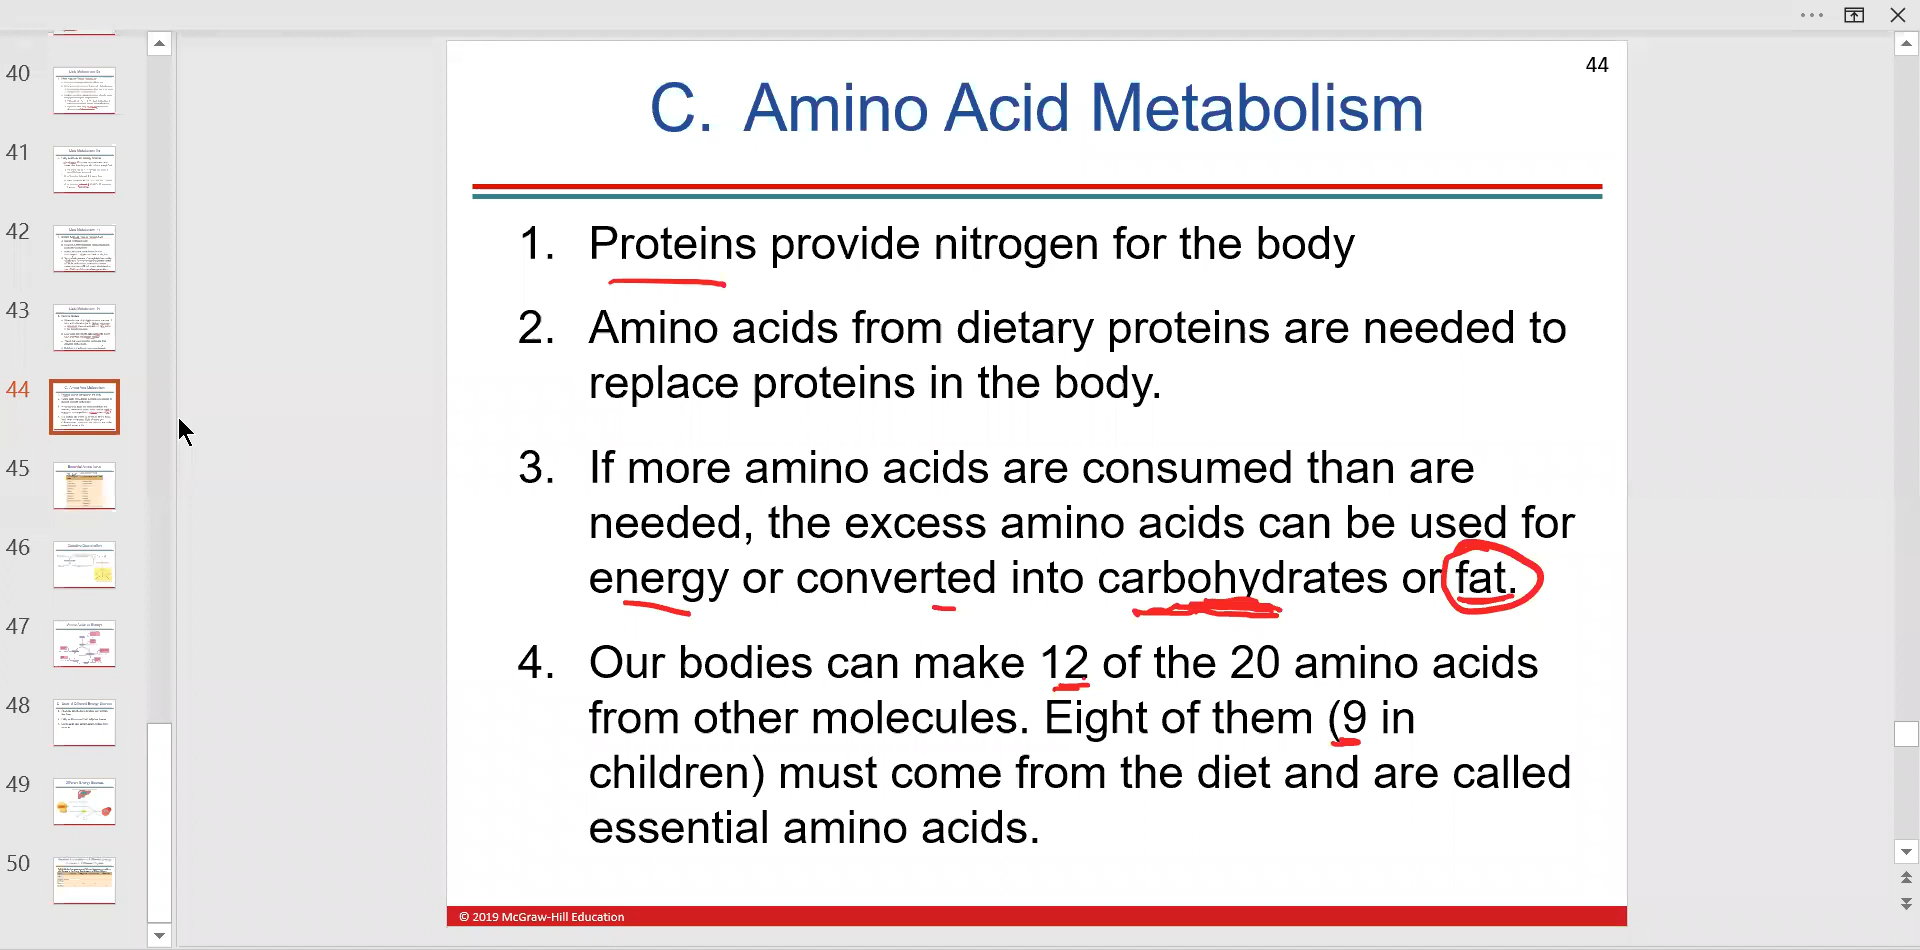 44
C. Amino Acid Metabolism
1. Proteins provide nitrogen for the body
2. Amino acids from dietary proteins are needed to
replace proteins in the body.
3. If more amino acids are consumed than are
needed, the excess amino acids can be used for
energy or converted into carbohydrates or fat.
4. Our bodies can make 12 of the 20 amino acids
from other molecules. Eight of them (9 in
children) must come from the diet and are called
essential amino acids.
© 2019 McGraw-Hill Education
40
41
42
43
44
45
46
47
48
49
50